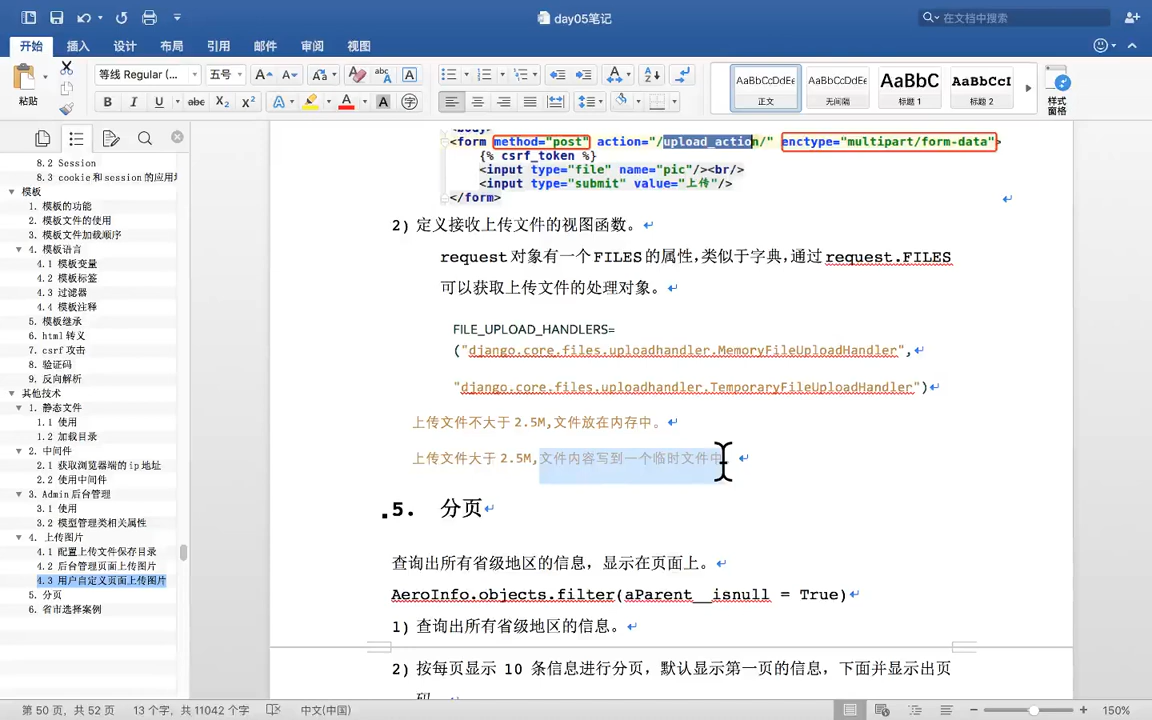 day05笔记
在文档中搜索
开始 插入 设计 布局 引用 邮件 审阅 视图
粘贴
等线 Regular (... 五号
AaBbCcDdEe AaBbCcDdEe AaBbC AaBbCcI
正文 无间隔 标题 1 标题 2
样式
窗格
8.2 Session
8.3 cookie和session的应用场
模板
1. 模板的功能
2. 模板文件的使用
3. 模板文件加载顺序
4. 模板语言
4.1 模板变量
4.2 模板标签
4.3 过滤器
4.4 模板注释
5. 模板继承
6. html转义
7. csrf攻击
8. 验证码
9. 反向解析
其他技术
1. 静态文件
1.1 使用
1.2 加载目录
2. 中间件
2.1 获取浏览器端的ip地址
2.2 使用中间件
3. Admin后台管理
3.1 使用
3.2 模型管理类相关属性
4. 上传图片
4.1 配置上传文件保存目录
4.2 后台管理页面上传图片
4.3 用户自定义页面上传图片
5. 分页
6. 省市选择案例
<body>
<form method="post" action="/upload_action/" enctype="multipart/form-data">
{% csrf_token %}
<input type="file" name="pic"/><br/>
<input type="submit" value="上传"/>
</form>
2) 定义接收上传文件的视图函数。
request对象有一个FILES的属性,类似于字典,通过request.FILES
可以获取上传文件的处理对象。
FILE_UPLOAD_HANDLERS=
("django.core.files.uploadhandler.MemoryFileUploadHandler",
"django.core.files.uploadhandler.TemporaryFileUploadHandler")
上传文件不大于2.5M,文件放在内存中。
上传文件大于2.5M,文件内容写到一个临时文件中
5. 分页
查询出所有省级地区的信息，显示在页面上。
AeroInfo.objects.filter(aParent__isnull = True)
1) 查询出所有省级地区的信息。
2) 按每页显示 10 条信息进行分页，默认显示第一页的信息，下面并显示出页
码。
第 50 页，共 52 页 13 个字，共 11042 个字 中文(中国) 150%